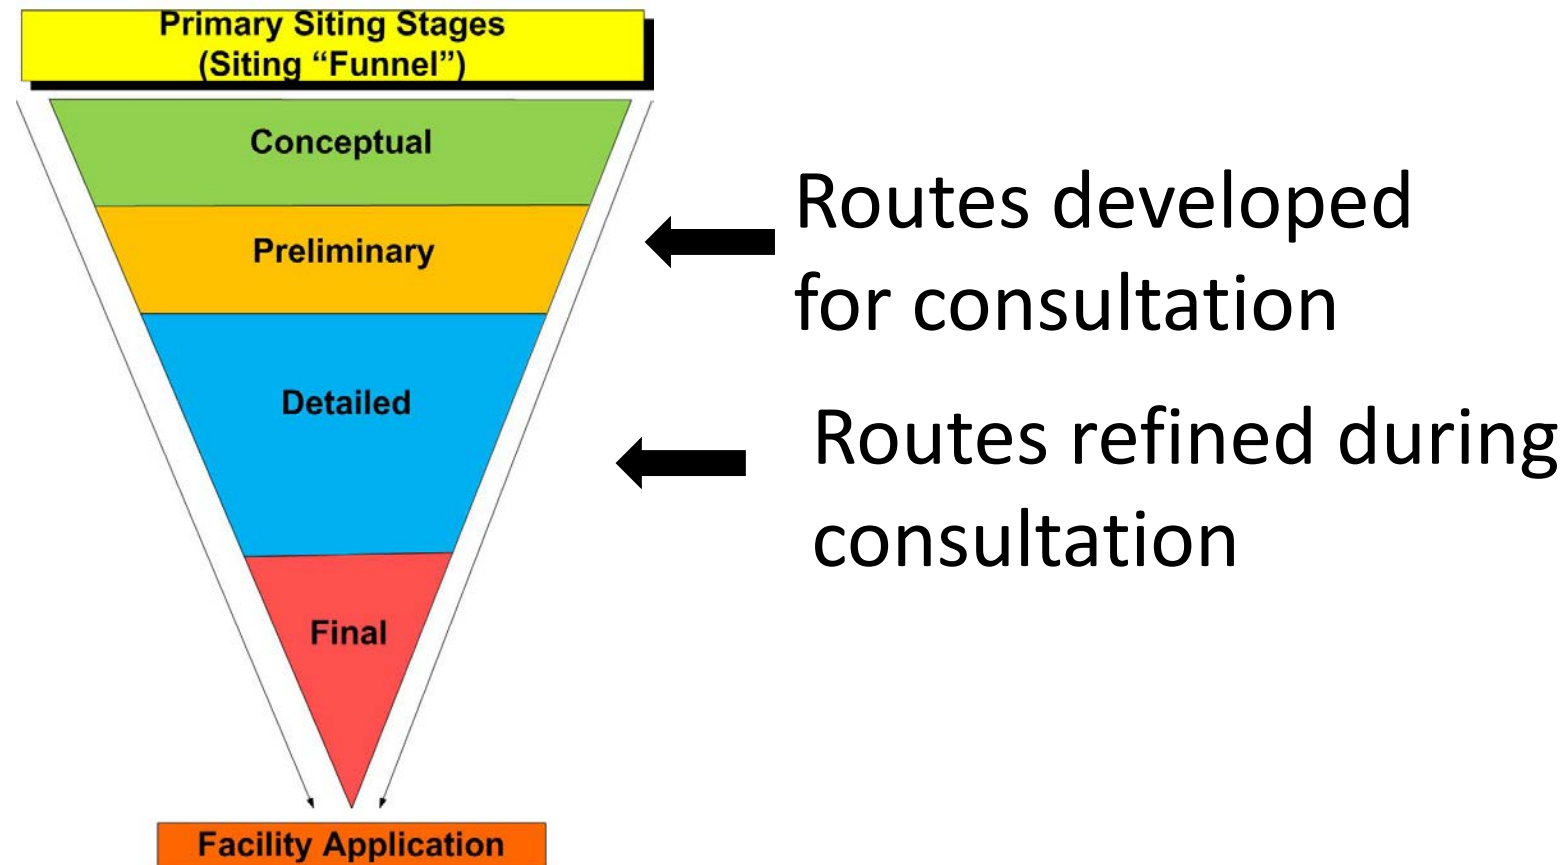 Primary Siting Stages
(Siting “Funnel”)
Conceptual
Preliminary
Routes developed
for consultation
Detailed
Routes refined during
consultation
Final
Facility Application